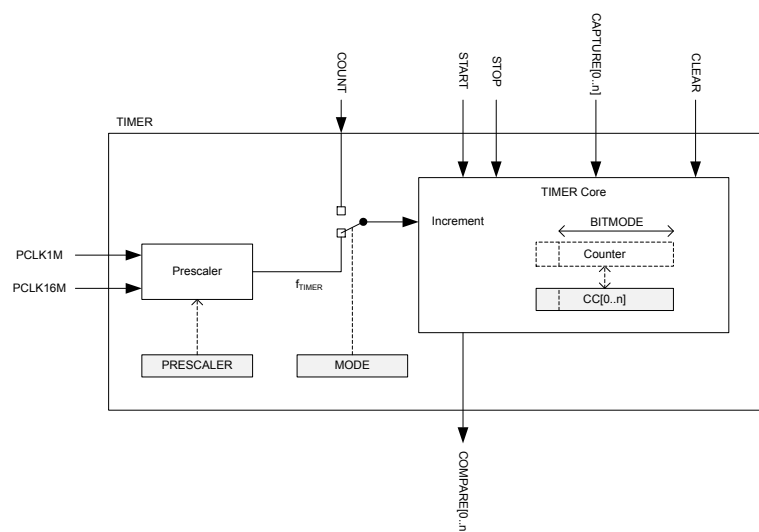 COUNT
START
STOP
CAPTURE[0..n]
CLEAR
TIMER
TIMER Core
Increment
BITMODE
Counter
CC[0..n]
PCLK1M
PCLK16M
Prescaler
fTIMER
PRESCALER
MODE
COMPARE[0..n